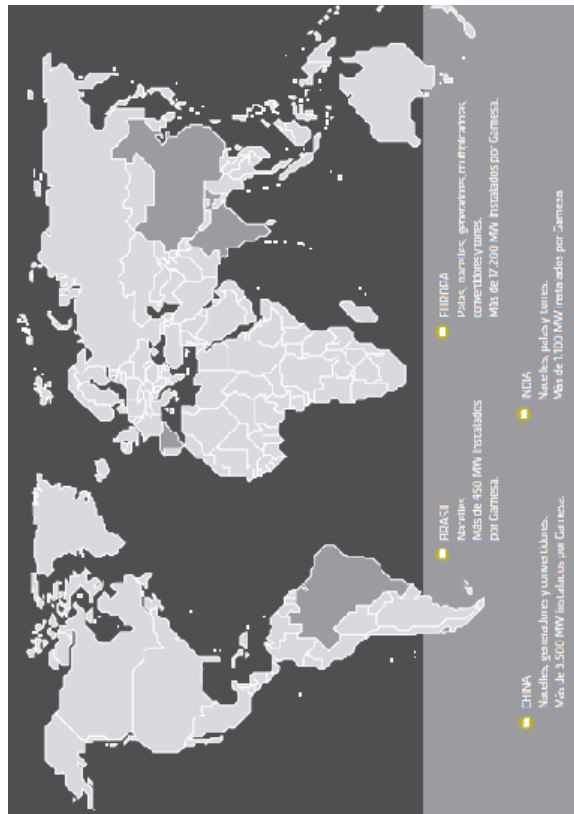 CHINA
Nacelles, generadores y convertidores.
Más de 3.500 MW instalados por Gamesa.
BRASIL
Nacelles
Más de 450 MW instalados
por Gamesa.
INDIA
Nacelles, palas y torres.
Más de 1.100 MW instalados por Gamesa
EUROPA
Palas, nacelles, generadores, multiplicadoras,
convertidores y torres.
Más de 17.200 MW instalados por Gamesa.